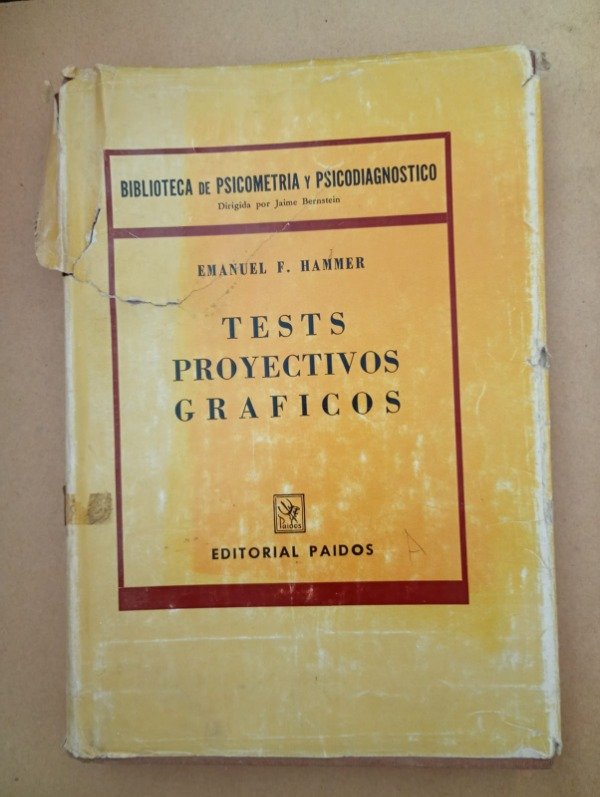 BIBLIOTECA DE PSICOMETRIA Y PSICODIAGNOSTICO
Dirigida por Jaime Bernstein
EMANUEL F. HAMMER
TESTS
PROYECTIVOS
GRAFICOS
Paidos
EDITORIAL PAIDOS
A